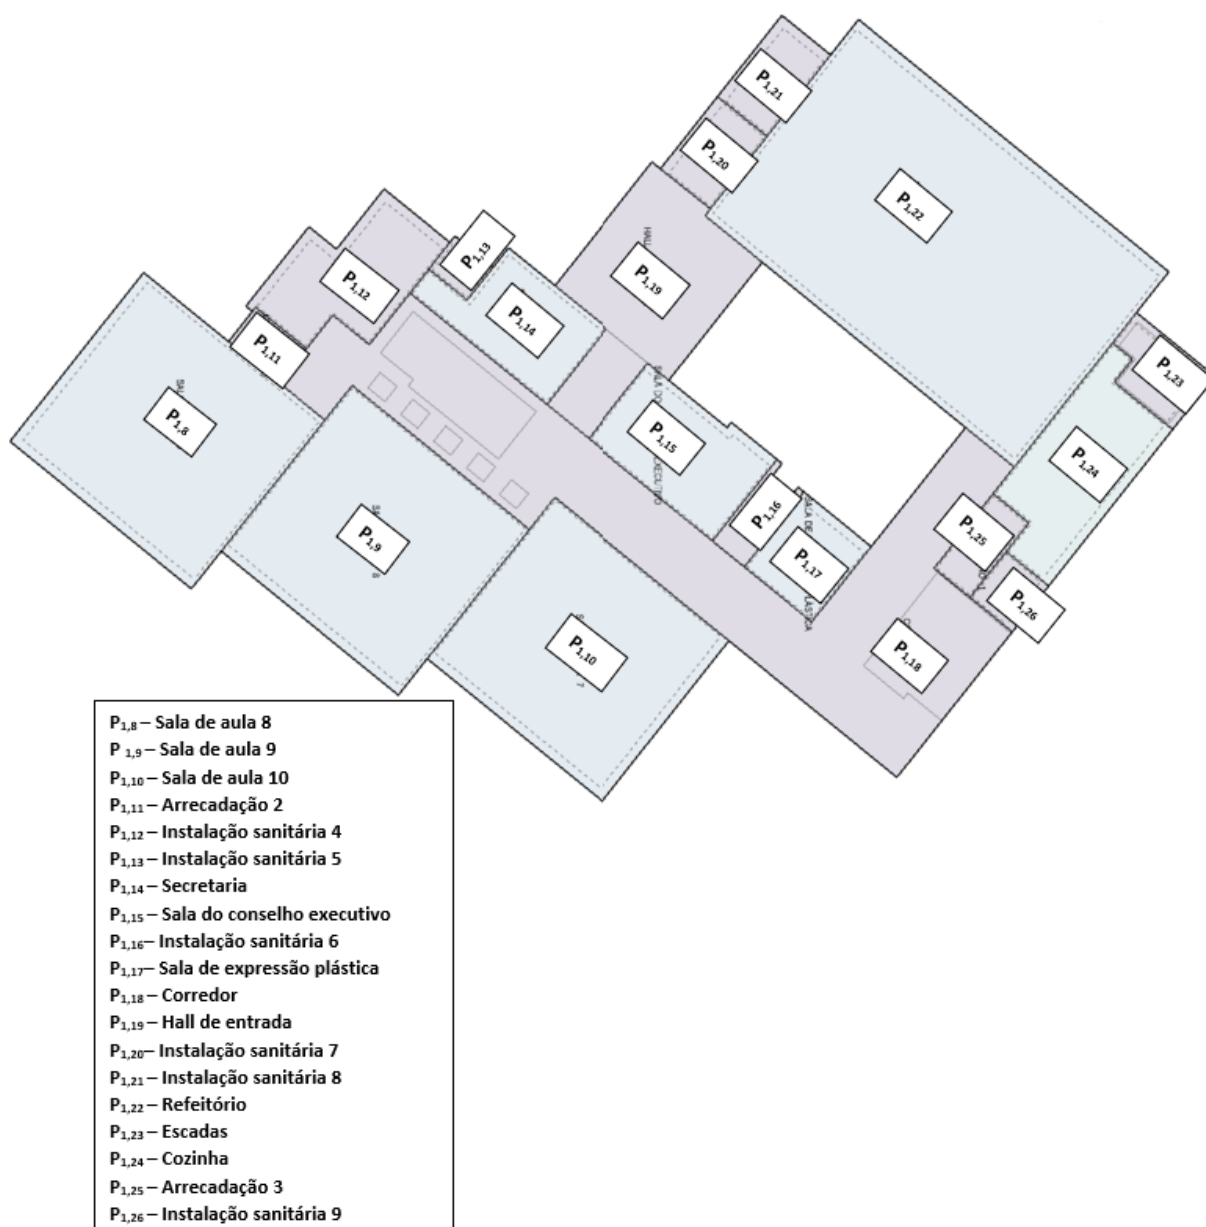 P1,21
P1,20
P1,22
HALL
P1,19
P1,13
P1,12
P1,14
P1,11
P1,23
P1,8
P1,15
P1,24
P1,16
P1,25
P1,9
SALA DE
P1,17
P1,26
P1,10
P1,18
P1,8 – Sala de aula 8
P 1,9 – Sala de aula 9
P1,10 – Sala de aula 10
P1,11 – Arrecadação 2
P1,12 – Instalação sanitária 4
P1,13 – Instalação sanitária 5
P1,14 – Secretaria
P1,15 – Sala do conselho executivo
P1,16– Instalação sanitária 6
P1,17– Sala de expressão plástica
P1,18 – Corredor
P1,19 – Hall de entrada
P1,20– Instalação sanitária 7
P1,21 – Instalação sanitária 8
P1,22 – Refeitório
P1,23 – Escadas
P1,24 – Cozinha
P1,25 – Arrecadação 3
P1,26 – Instalação sanitária 9